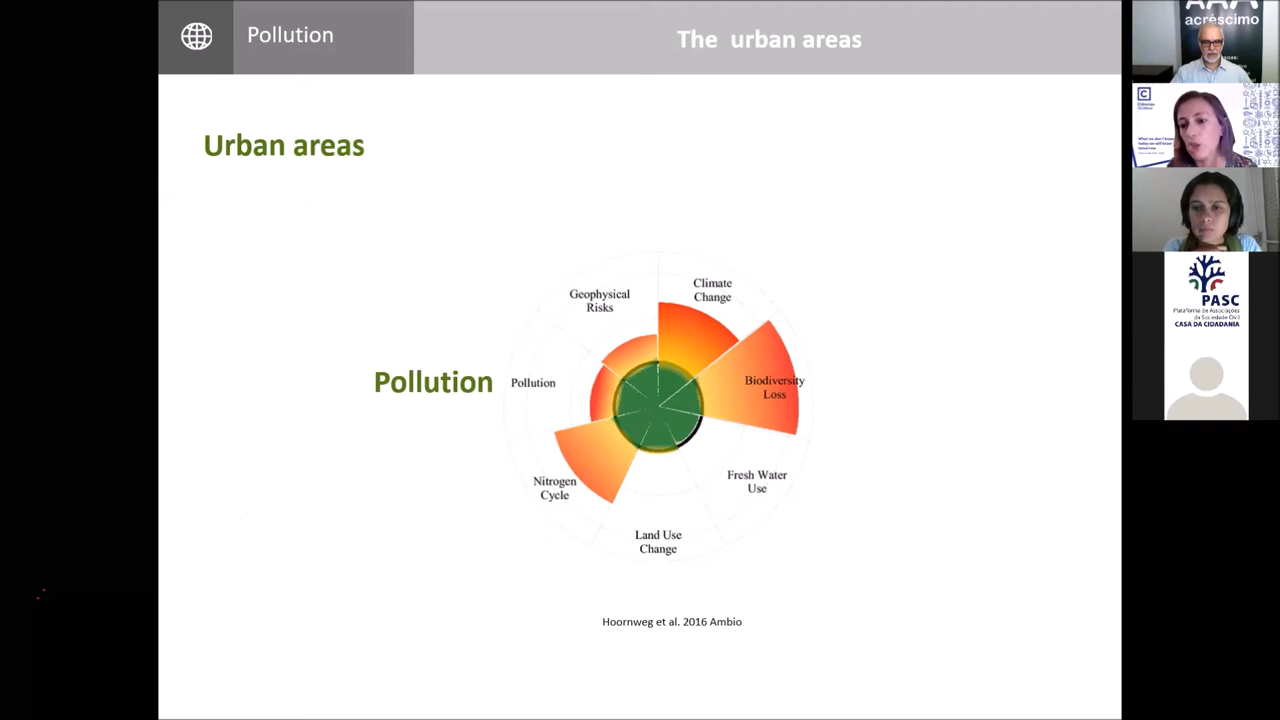 Pollution
The urban areas
Urban areas
Climate
Change
Geophysical
Risks
Pollution
Pollution
Biodiversity
Loss
Fresh Water
Use
Nitrogen
Cycle
Land Use
Change
Hoornweg et al. 2016 Ambio
acréscimo
C
Ciências
PASC
Plataforma de Associações
da Sociedade Civil
CASA DA CIDADANIA